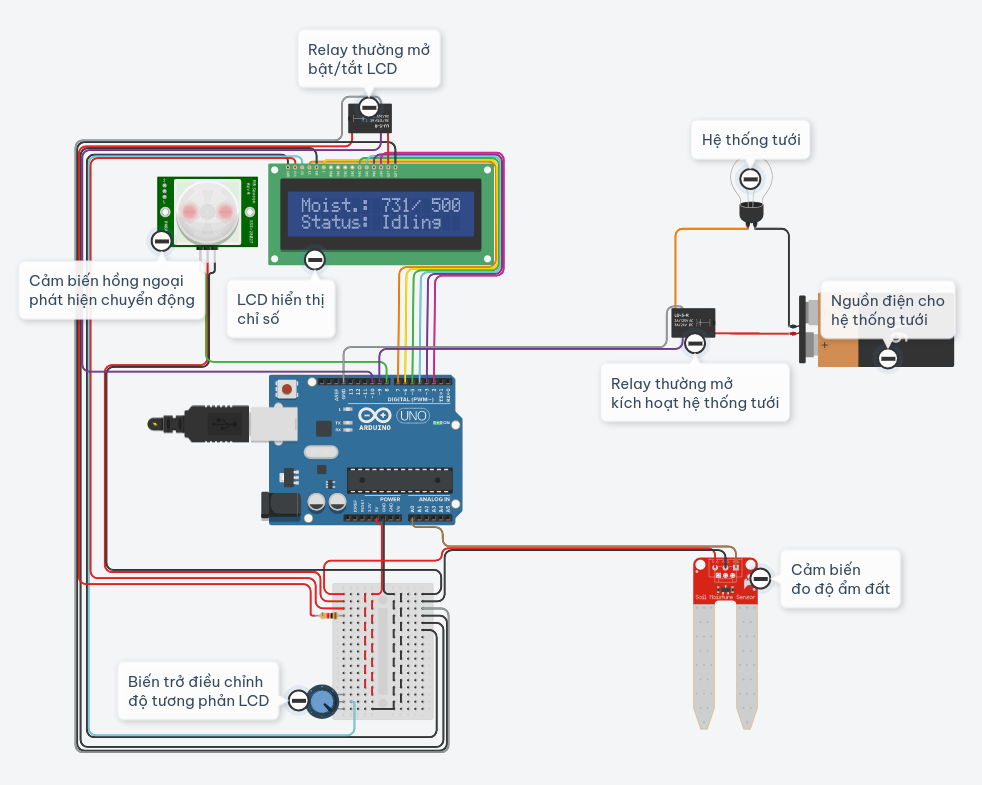 Relay thường mở
bật/tắt LCD
Hệ thống tưới
Moist.: 731/ 500
Status: Idling
Cảm biến hồng ngoại
phát hiện chuyển động
LCD hiển thị
chỉ số
Nguồn điện cho
hệ thống tưới
Relay thường mở
kích hoạt hệ thống tưới
DIGITAL (PWM~)
UNO
ARDUINO
POWER
ANALOG IN
Cảm biến
đo độ ẩm đất
Soil Moisture Sensor
Biến trở điều chỉnh
độ tương phản LCD